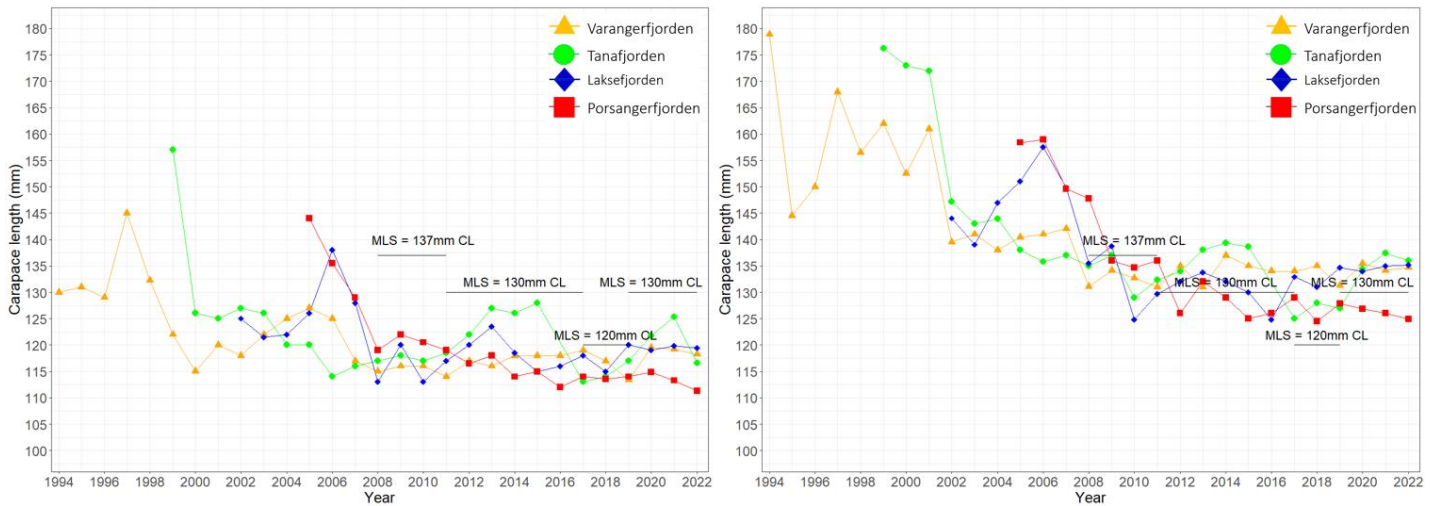 180
175
170
165
160
155
150
145
140
135
130
125
120
115
110
105
100
Carapace length (mm)
Varangerfjorden
Tanafjorden
Laksefjorden
Porsangerfjorden
MLS = 137mm CL
MLS = 130mm CL
MLS = 130mm CL
MLS = 120mm CL
1994 1996 1998 2000 2002 2004 2006 2008 2010 2012 2014 2016 2018 2020 2022
Year
180
175
170
165
160
155
150
145
140
135
130
125
120
115
110
105
100
Carapace length (mm)
Varangerfjorden
Tanafjorden
Laksefjorden
Porsangerfjorden
MLS = 137mm CL
MLS = 130mm CL
MLS = 130mm CL
MLS = 120mm CL
1994 1996 1998 2000 2002 2004 2006 2008 2010 2012 2014 2016 2018 2020 2022
Year